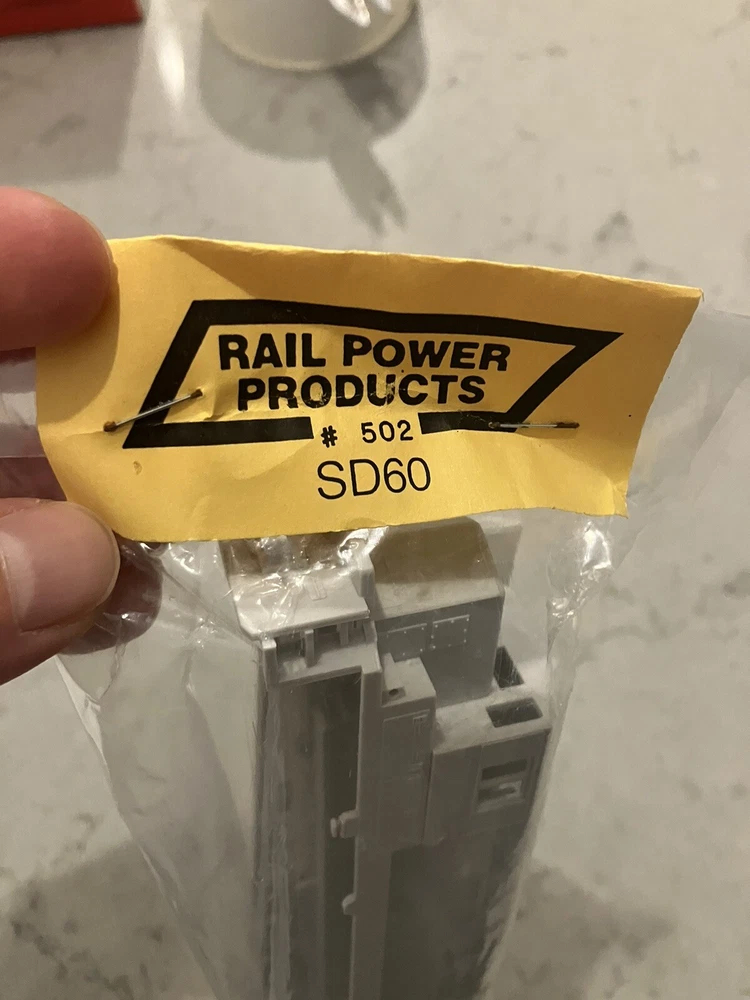 RAIL POWER
PRODUCTS
# 502
SD60